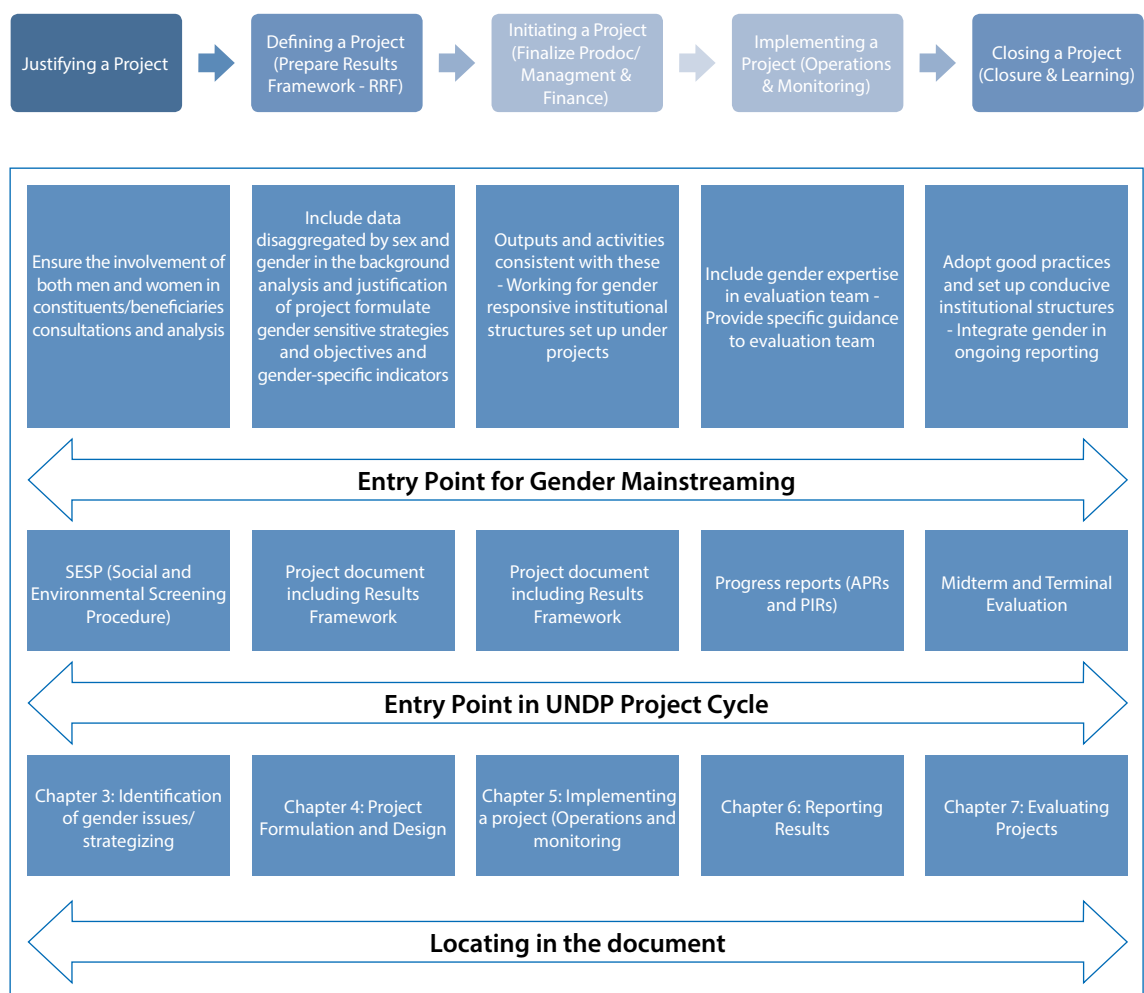 Justifying a Project
Defining a Project
(Prepare Results
Framework - RRF)
Initiating a Project
(Finalize Prodoc/
Managment &
Finance)
Implementing a
Project (Operations
& Monitoring)
Closing a Project
(Closure & Learning)
Ensure the involvement of
both men and women in
constituents/beneficiaries
consultations and analysis
Include data
disaggregated by sex and
gender in the background
analysis and justification
of project formulate
gender sensitive strategies
and objectives and
gender-specific indicators
Outputs and activities
consistent with these
- Working for gender
responsive institutional
structures set up under
projects
Include gender expertise
in evaluation team -
Provide specific guidance
to evaluation team
Adopt good practices
and set up conducive
institutional structures
- Integrate gender in
ongoing reporting
Entry Point for Gender Mainstreaming
SESP (Social and
Environmental Screening
Procedure)
Project document
including Results
Framework
Project document
including Results
Framework
Progress reports (APRs
and PIRs)
Midterm and Terminal
Evaluation
Entry Point in UNDP Project Cycle
Chapter 3: Identification
of gender issues/
strategizing
Chapter 4: Project
Formulation and Design
Chapter 5: Implementing
a project (Operations and
monitoring
Chapter 6: Reporting
Results
Chapter 7: Evaluating
Projects
Locating in the document